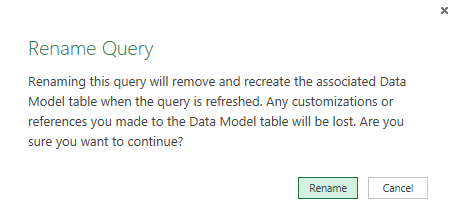 Rename Query
Renaming this query will remove and recreate the associated Data
Model table when the query is refreshed. Any customizations or
references you made to the Data Model table will be lost. Are you
sure you want to continue?
Rename
Cancel